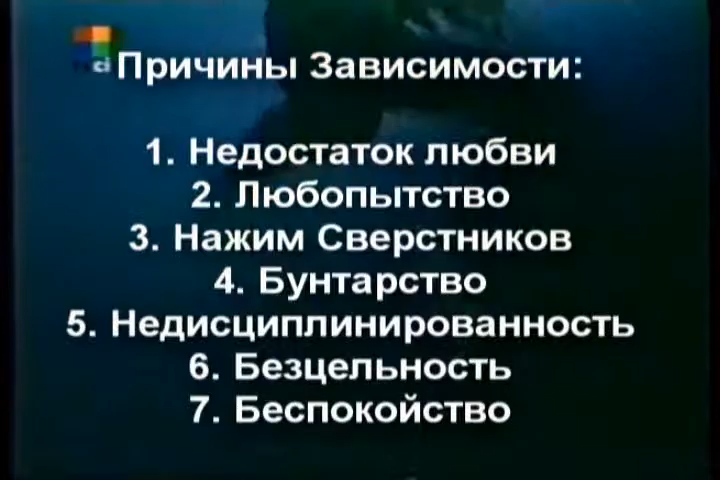 Причины Зависимости:
1. Недостаток любви
2. Любопытство
3. Нажим Сверстников
4. Бунтарство
5. Недисциплинированность
6. Безцельность
7. Беспокойство